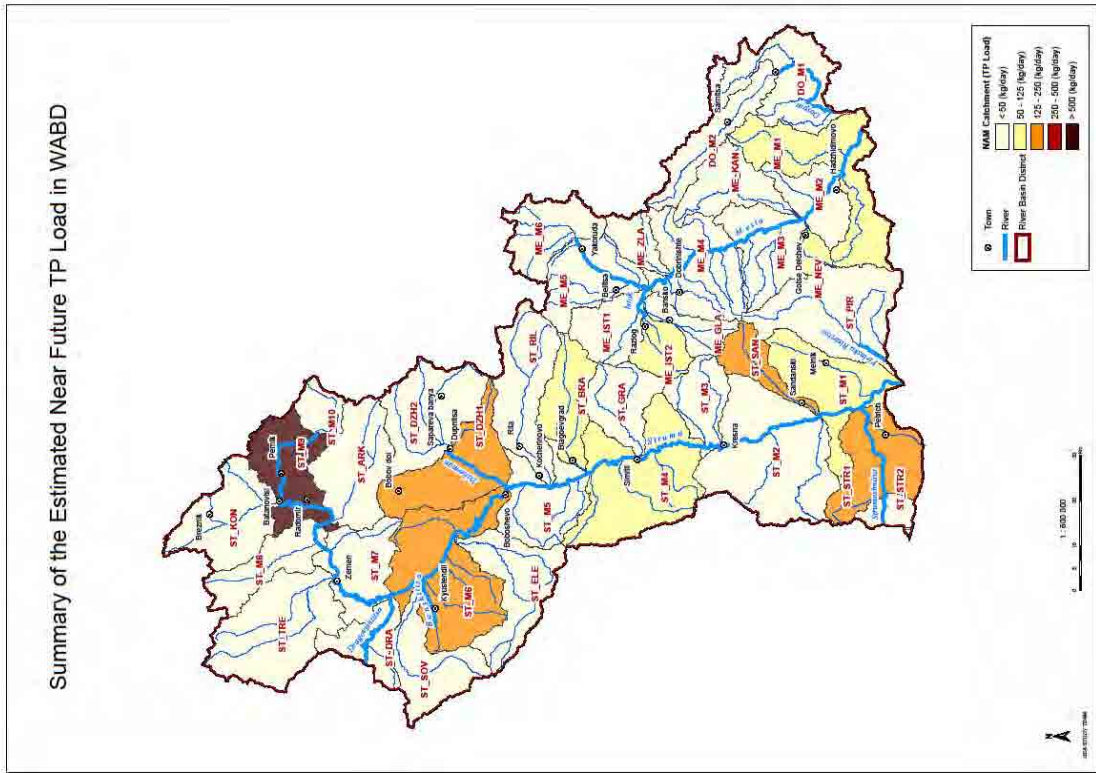 Summary of the Estimated Near Future TP Load in WABD
Breznik
ST_KON
Batanovtsi
Pernik
ST_M9
ST_M10
Radomir
ST_M8
ST_TRE
Zemen
ST_ARK
ST_M7
Bobov dol
ST_DZH2
Sapareva banya
Dupnitsa
ST_DZH1
ST_DRA
ST_SOV
Kyustendil
ST_M6
ST_ELE
Boboshevo
Rila
ST_RIL
Kocherinovo
ST_M5
Blagoevgrad
ST_BRA
ST_GRA
Simitli
ST_M4
Struma
Kresna
ST_M3
ST_M2
ST_SAN
Sandanski
Melnik
ST_M1
Petrich
ST_STR1
ST_STR2
ST_PIR
ME_M6
Yakoruda
ME_M5
Belitsa
ME_ZLA
ME_IST1
Razlog
Bansko
Dobrinishte
ME_M4
ME_IST2
ME_GLA
Mesta
ME_M3
ME_NEV
Gotse Delchev
ME_KAN
DO_M2
ME_M1
ME_M2
Hadzhidimovo
DO_M1
Dospat
Town
River
River Basin District
NAM Catchment (TP Load)
< 50 (kg/day)
50 - 125 (kg/day)
125 - 250 (kg/day)
250 - 500 (kg/day)
> 500 (kg/day)
N